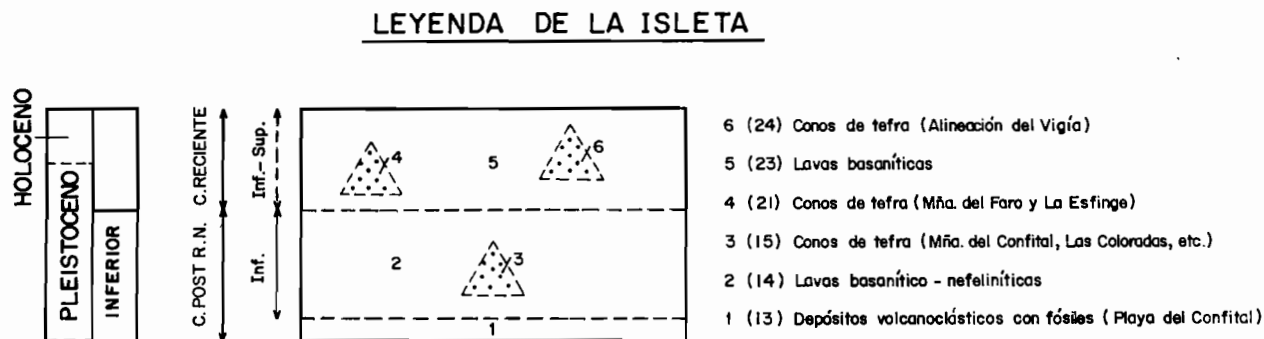 LEYENDA DE LA ISLETA
HOLOCENO
PLEISTOCENO
INFERIOR
C. POST R.N.
C. RECIENTE
Inf.
Inf.- Sup.
4
5
6
2
3
1
6 (24) Conos de tefra (Alineación del Vigía)
5 (23) Lavas basaníticas
4 (21) Conos de tefra (Mña. del Faro y La Esfinge)
3 (15) Conos de tefra (Mña. del Confital, Las Coloradas, etc.)
2 (14) Lavas basanítico - nefeliníticas
1 (13) Depósitos volcanoclásticos con fósiles (Playa del Confital)